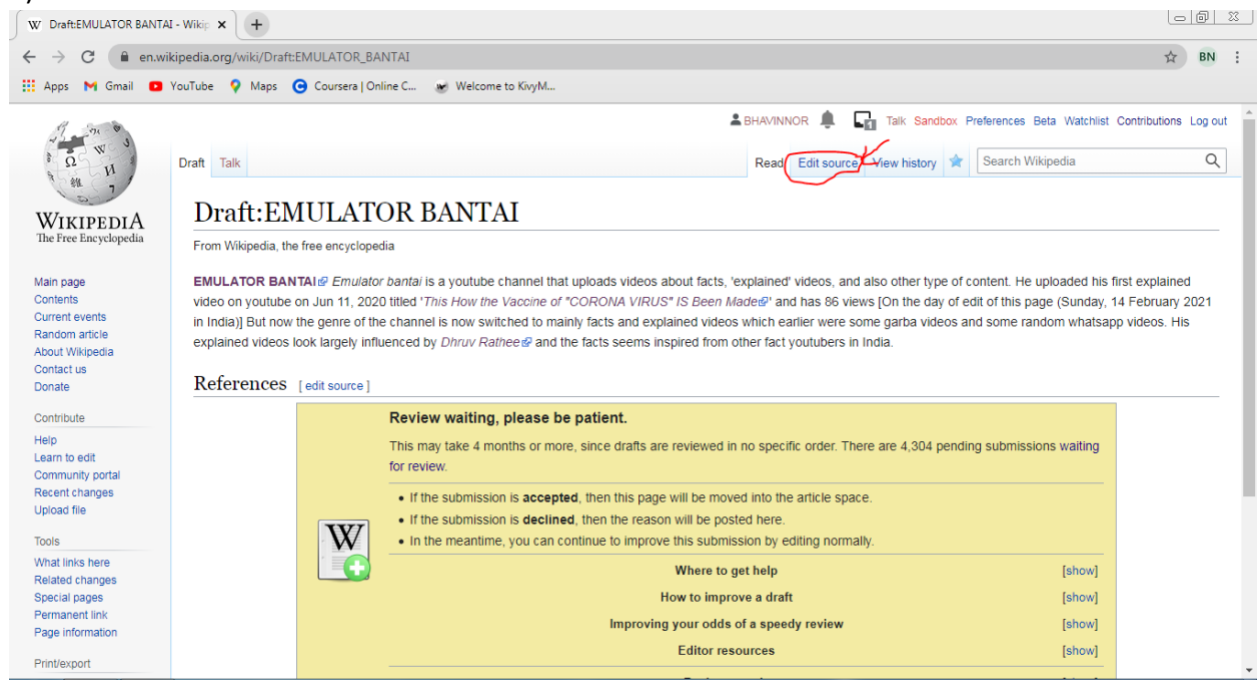 Draft:EMULATOR BANTAI - Wikip
en.wikipedia.org/wiki/Draft:EMULATOR_BANTAI
BN
Apps Gmail YouTube Maps Coursera | Online C... Welcome to KivyM...
BHAVINNOR 1 Talk Sandbox Preferences Beta Watchlist Contributions Log out
Draft Talk Read Edit source View history Search Wikipedia
WIKIPEDIA
The Free Encyclopedia
Draft:EMULATOR BANTAI
From Wikipedia, the free encyclopedia
EMULATOR BANTAI Emulator bantai is a youtube channel that uploads videos about facts, 'explained' videos, and also other type of content. He uploaded his first explained
video on youtube on Jun 11, 2020 titled 'This How the Vaccine of "CORONA VIRUS" IS Been Made' and has 86 views [On the day of edit of this page (Sunday, 14 February 2021
in India)] But now the genre of the channel is now switched to mainly facts and explained videos which earlier were some garba videos and some random whatsapp videos. His
explained videos look largely influenced by Dhruv Rathee and the facts seems inspired from other fact youtubers in India.
References [ edit source ]
Review waiting, please be patient.
This may take 4 months or more, since drafts are reviewed in no specific order. There are 4,304 pending submissions waiting
for review.
• If the submission is accepted, then this page will be moved into the article space.
• If the submission is declined, then the reason will be posted here.
• In the meantime, you can continue to improve this submission by editing normally.
Where to get help [show]
How to improve a draft [show]
Improving your odds of a speedy review [show]
Editor resources [show]
Main page
Contents
Current events
Random article
About Wikipedia
Contact us
Donate
Contribute
Help
Learn to edit
Community portal
Recent changes
Upload file
Tools
What links here
Related changes
Special pages
Permanent link
Page information
Print/export